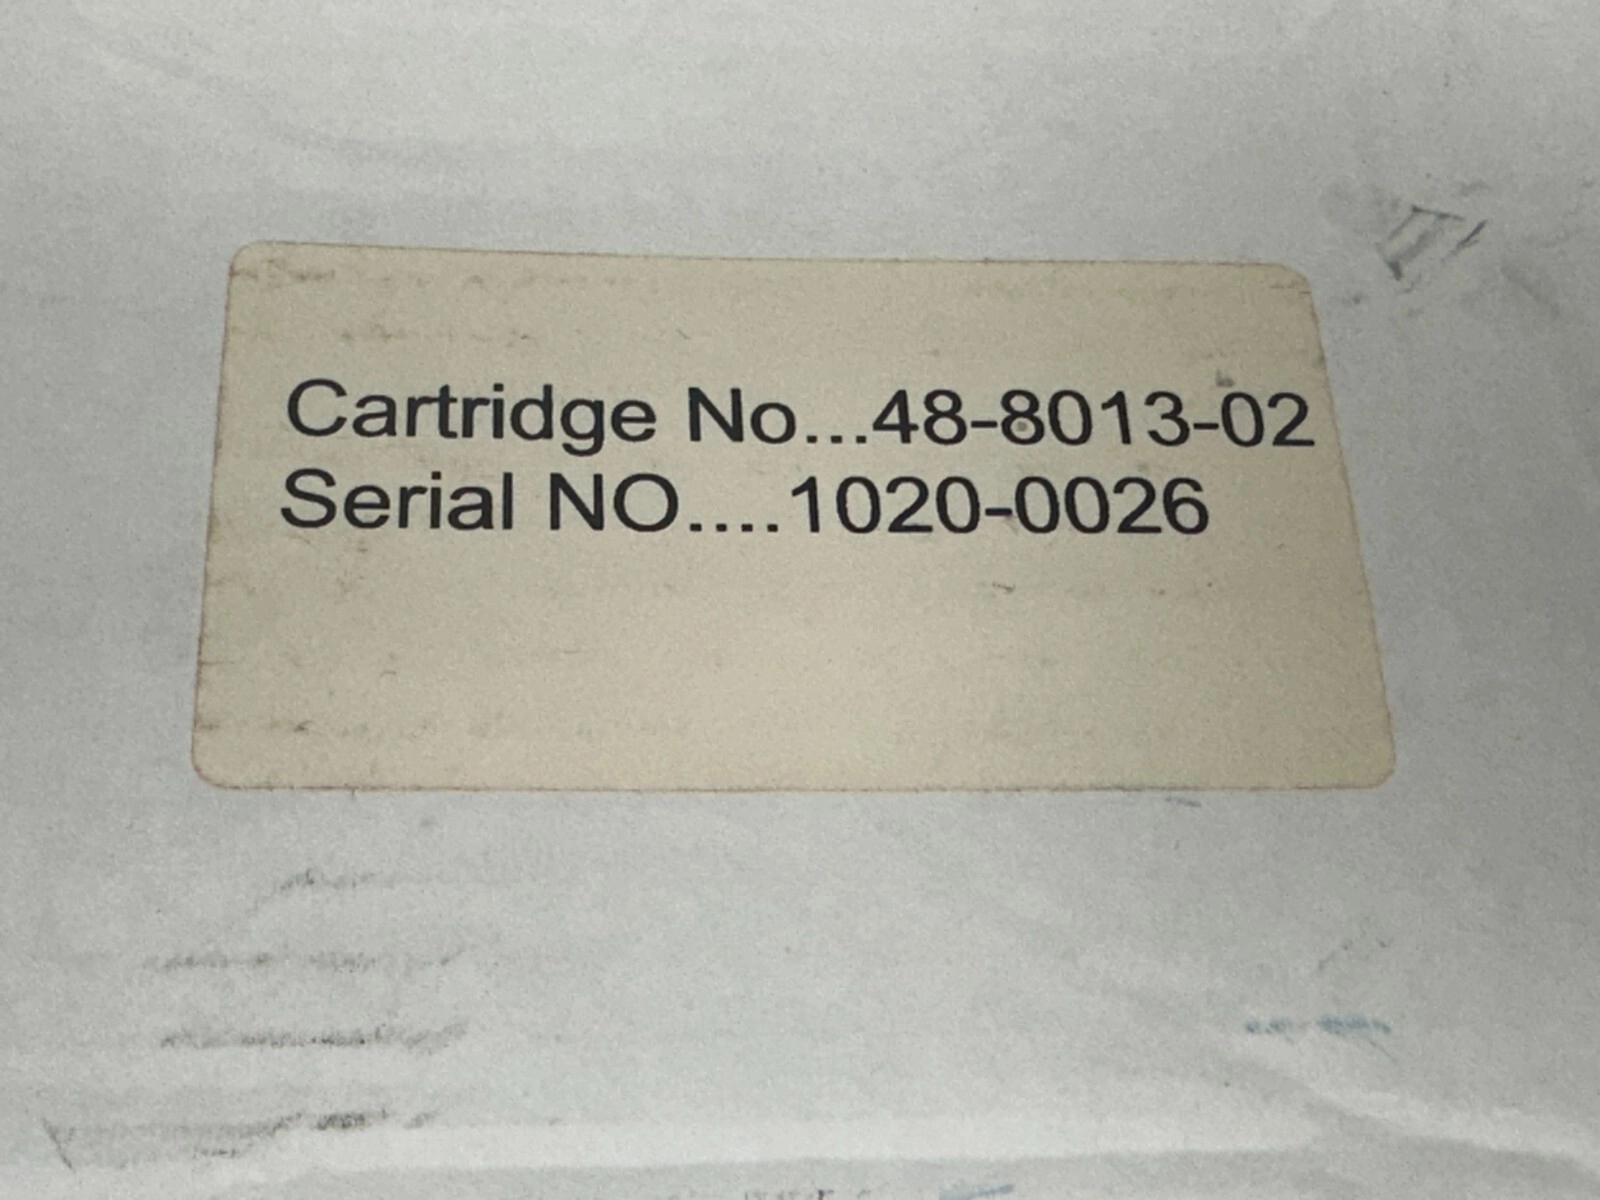 Cartridge No...48-8013-02
Serial NO....1020-0026